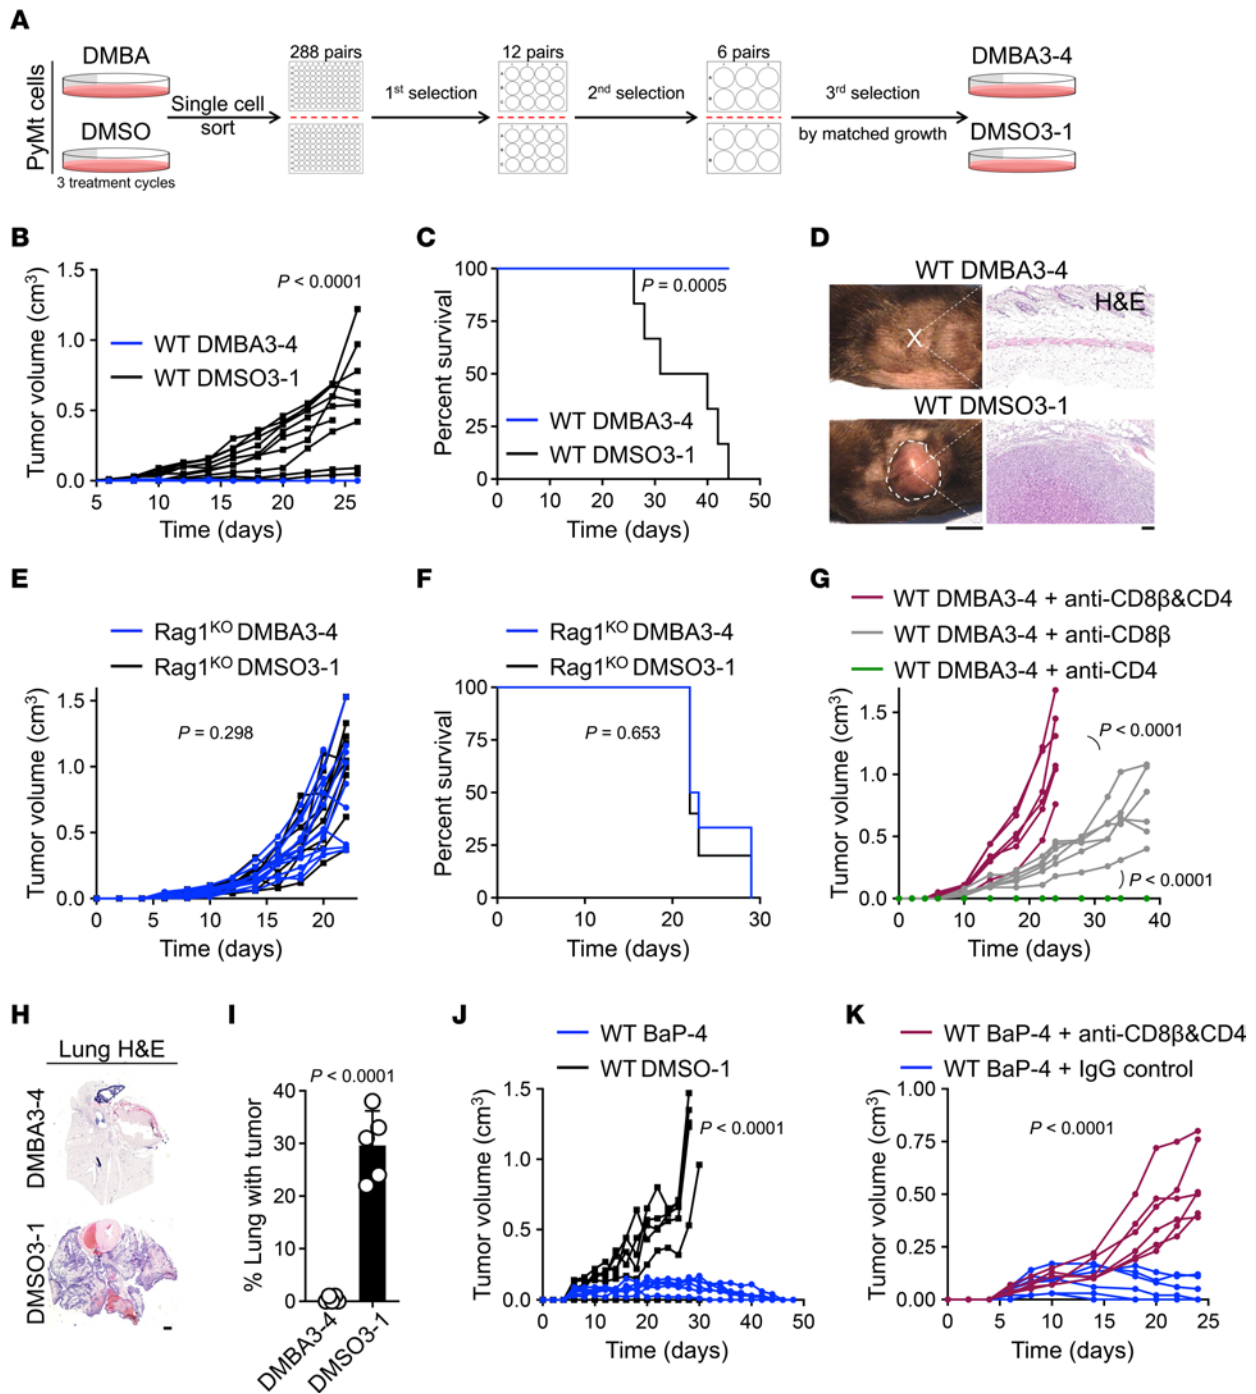 A
DMBA
DMSO
PyMt cells
3 treatment cycles
Single cell
sort
288 pairs
1st selection
12 pairs
2nd selection
6 pairs
3rd selection
by matched growth
DMBA3-4
DMSO3-1
B
Tumor volume (cm3)
1.5
1.0
0.5
0.0
P < 0.0001
WT DMBA3-4
WT DMSO3-1
5 10 15 20 25
Time (days)
C
Percent survival
100
75
50
25
0
P = 0.0005
WT DMBA3-4
WT DMSO3-1
0 10 20 30 40 50
Time (days)
D
WT DMBA3-4
X
H&E
WT DMSO3-1
E
Rag1KO DMBA3-4
Rag1KO DMSO3-1
Tumor volume (cm3)
1.5
1.0
0.5
0.0
P = 0.298
0 5 10 15 20
Time (days)
F
Rag1KO DMBA3-4
Rag1KO DMSO3-1
Percent survival
100
75
50
25
0
P = 0.653
0 10 20 30
Time (days)
G
WT DMBA3-4 + anti-CD8β&CD4
WT DMBA3-4 + anti-CD8β
WT DMBA3-4 + anti-CD4
Tumor volume (cm3)
1.5
1.0
0.5
0.0
P < 0.0001
P < 0.0001
0 10 20 30 40
Time (days)
H
Lung H&E
DMBA3-4
DMSO3-1
I
% Lung with tumor
P < 0.0001
40
30
20
10
0
DMBA3-4
DMSO3-1
J
WT BaP-4
WT DMSO-1
Tumor volume (cm3)
1.5
1.0
0.5
0.0
P < 0.0001
0 10 20 30 40 50
Time (days)
K
WT BaP-4 + anti-CD8β&CD4
WT BaP-4 + IgG control
Tumor volume (cm3)
1.00
0.75
0.50
0.25
0.00
P < 0.0001
0 5 10 15 20 25
Time (days)